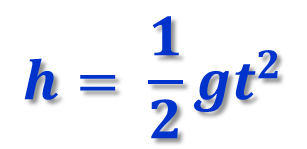 h = 1/2 gt²